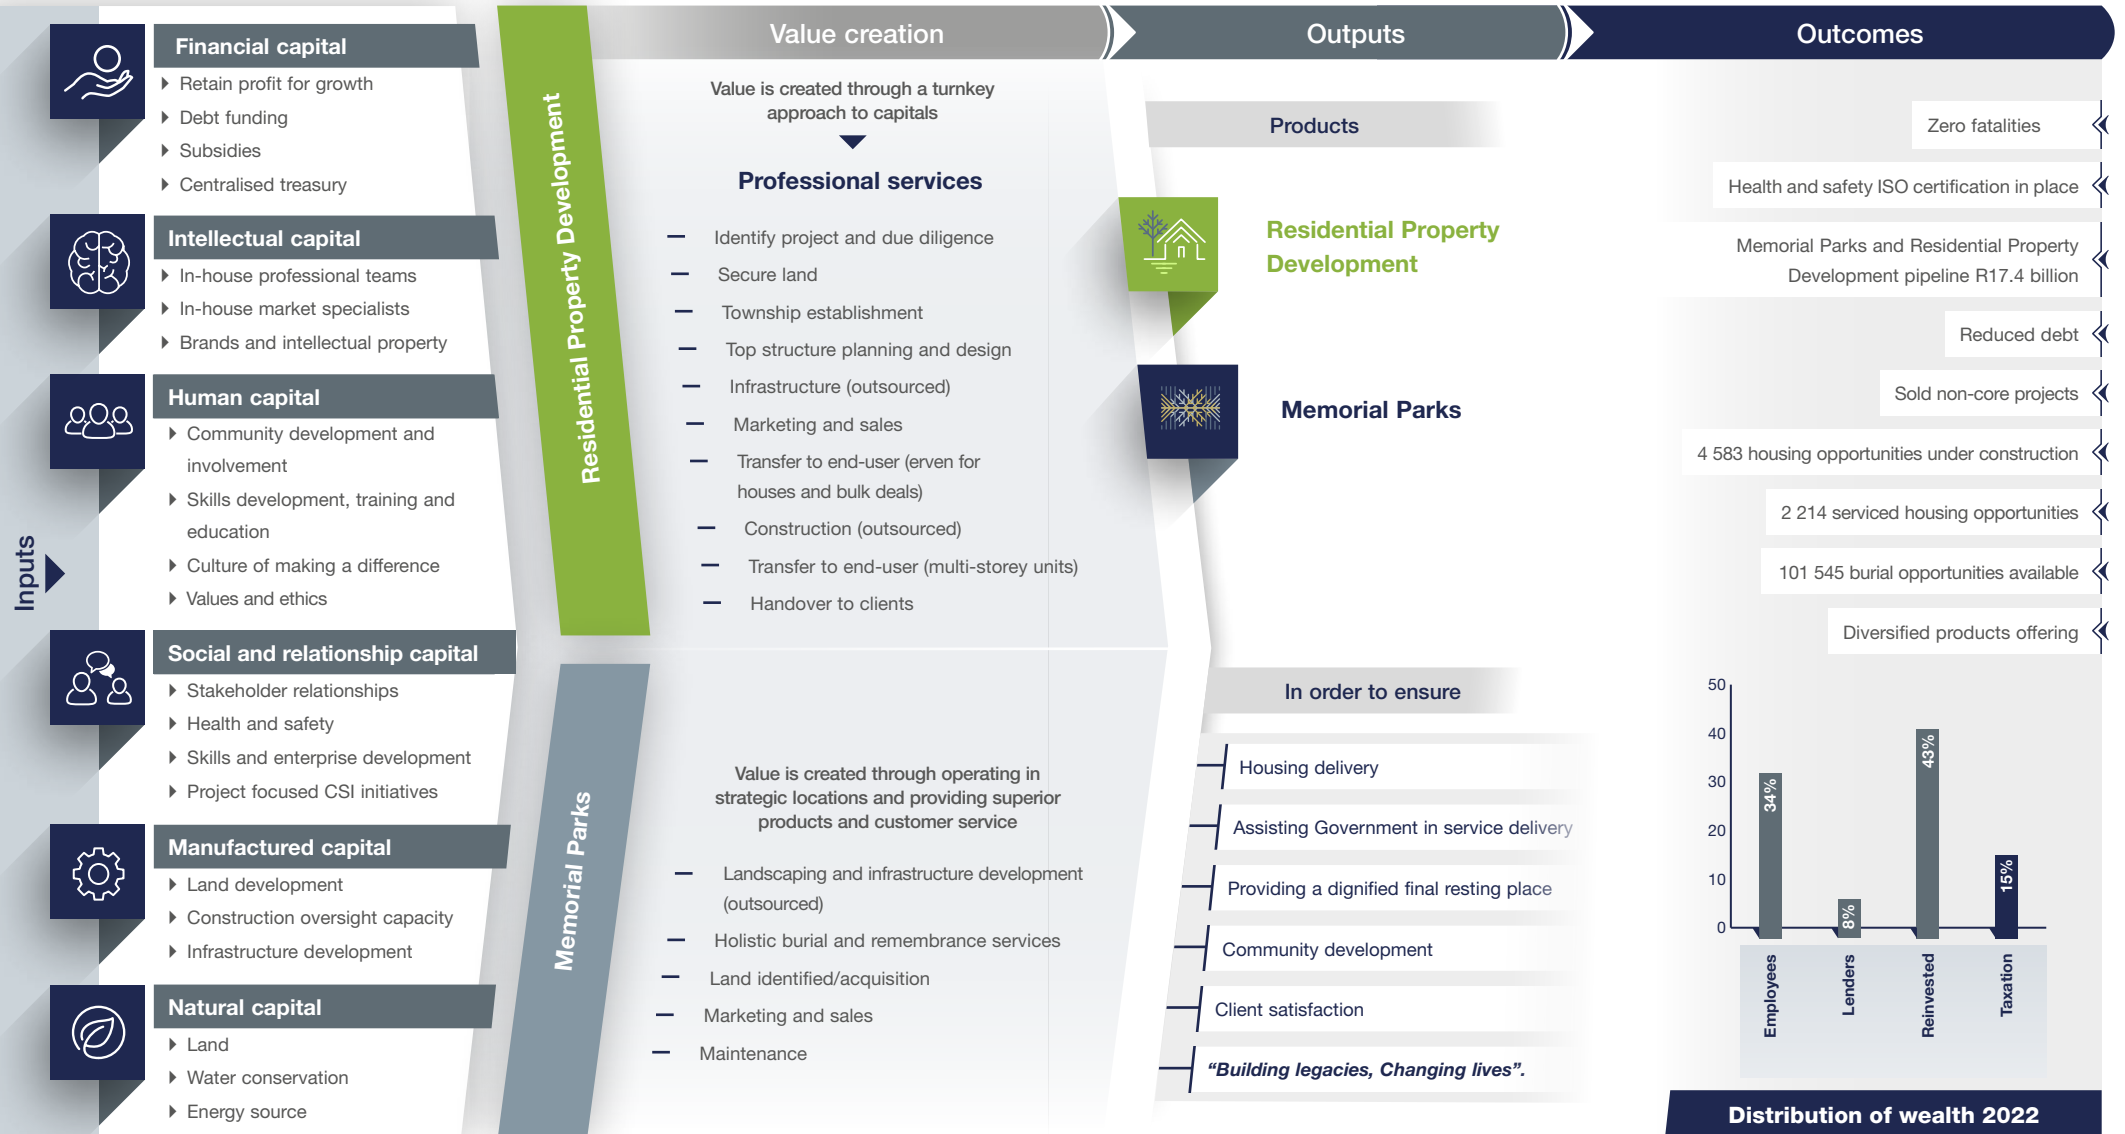 Inputs
Financial capital
Retain profit for growth
Debt funding
Subsidies
Centralised treasury
Intellectual capital
In-house professional teams
In-house market specialists
Brands and intellectual property
Human capital
Community development and
involvement
Skills development, training and
education
Culture of making a difference
Values and ethics
Social and relationship capital
Stakeholder relationships
Health and safety
Skills and enterprise development
Project focused CSI initiatives
Manufactured capital
Land development
Construction oversight capacity
Infrastructure development
Natural capital
Land
Water conservation
Energy source
Residential Property Development
Memorial Parks
Value creation
Value is created through a turnkey
approach to capitals
Professional services
Identify project and due diligence
Secure land
Township establishment
Top structure planning and design
Infrastructure (outsourced)
Marketing and sales
Transfer to end-user (erven for
houses and bulk deals)
Construction (outsourced)
Transfer to end-user (multi-storey units)
Handover to clients
Value is created through operating in
strategic locations and providing superior
products and customer service
Landscaping and infrastructure development
(outsourced)
Holistic burial and remembrance services
Land identified/acquisition
Marketing and sales
Maintenance
Outputs
Products
Residential Property
Development
Memorial Parks
In order to ensure
Housing delivery
Assisting Government in service delivery
Providing a dignified final resting place
Community development
Client satisfaction
“Building legacies, Changing lives”.
Outcomes
Zero fatalities
Health and safety ISO certification in place
Memorial Parks and Residential Property
Development pipeline R17.4 billion
Reduced debt
Sold non-core projects
4 583 housing opportunities under construction
2 214 serviced housing opportunities
101 545 burial opportunities available
Diversified products offering
50
40
30
20
10
0
34%
8%
43%
15%
Employees
Lenders
Reinvested
Taxation
Distribution of wealth 2022